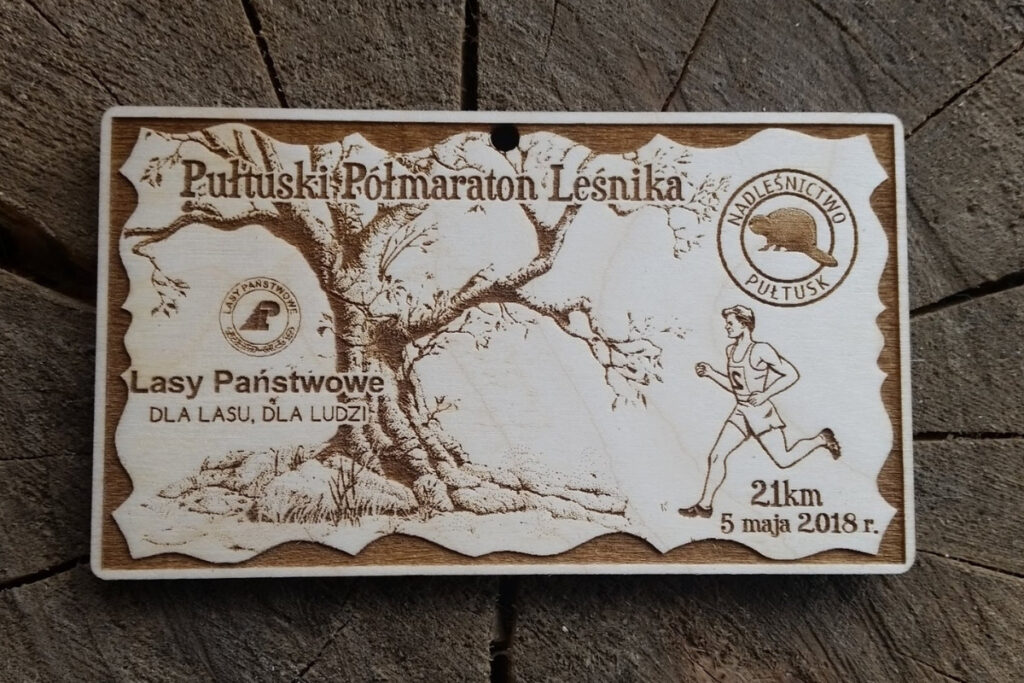 Pułtuski Półmaraton Leśnika
NADLEŚNICTWO
PUŁTUSK
LASY PAŃSTWOWE
Lasy Państwowe
DLA LASU, DLA LUDZI
S
21km
5 maja 2018 r.